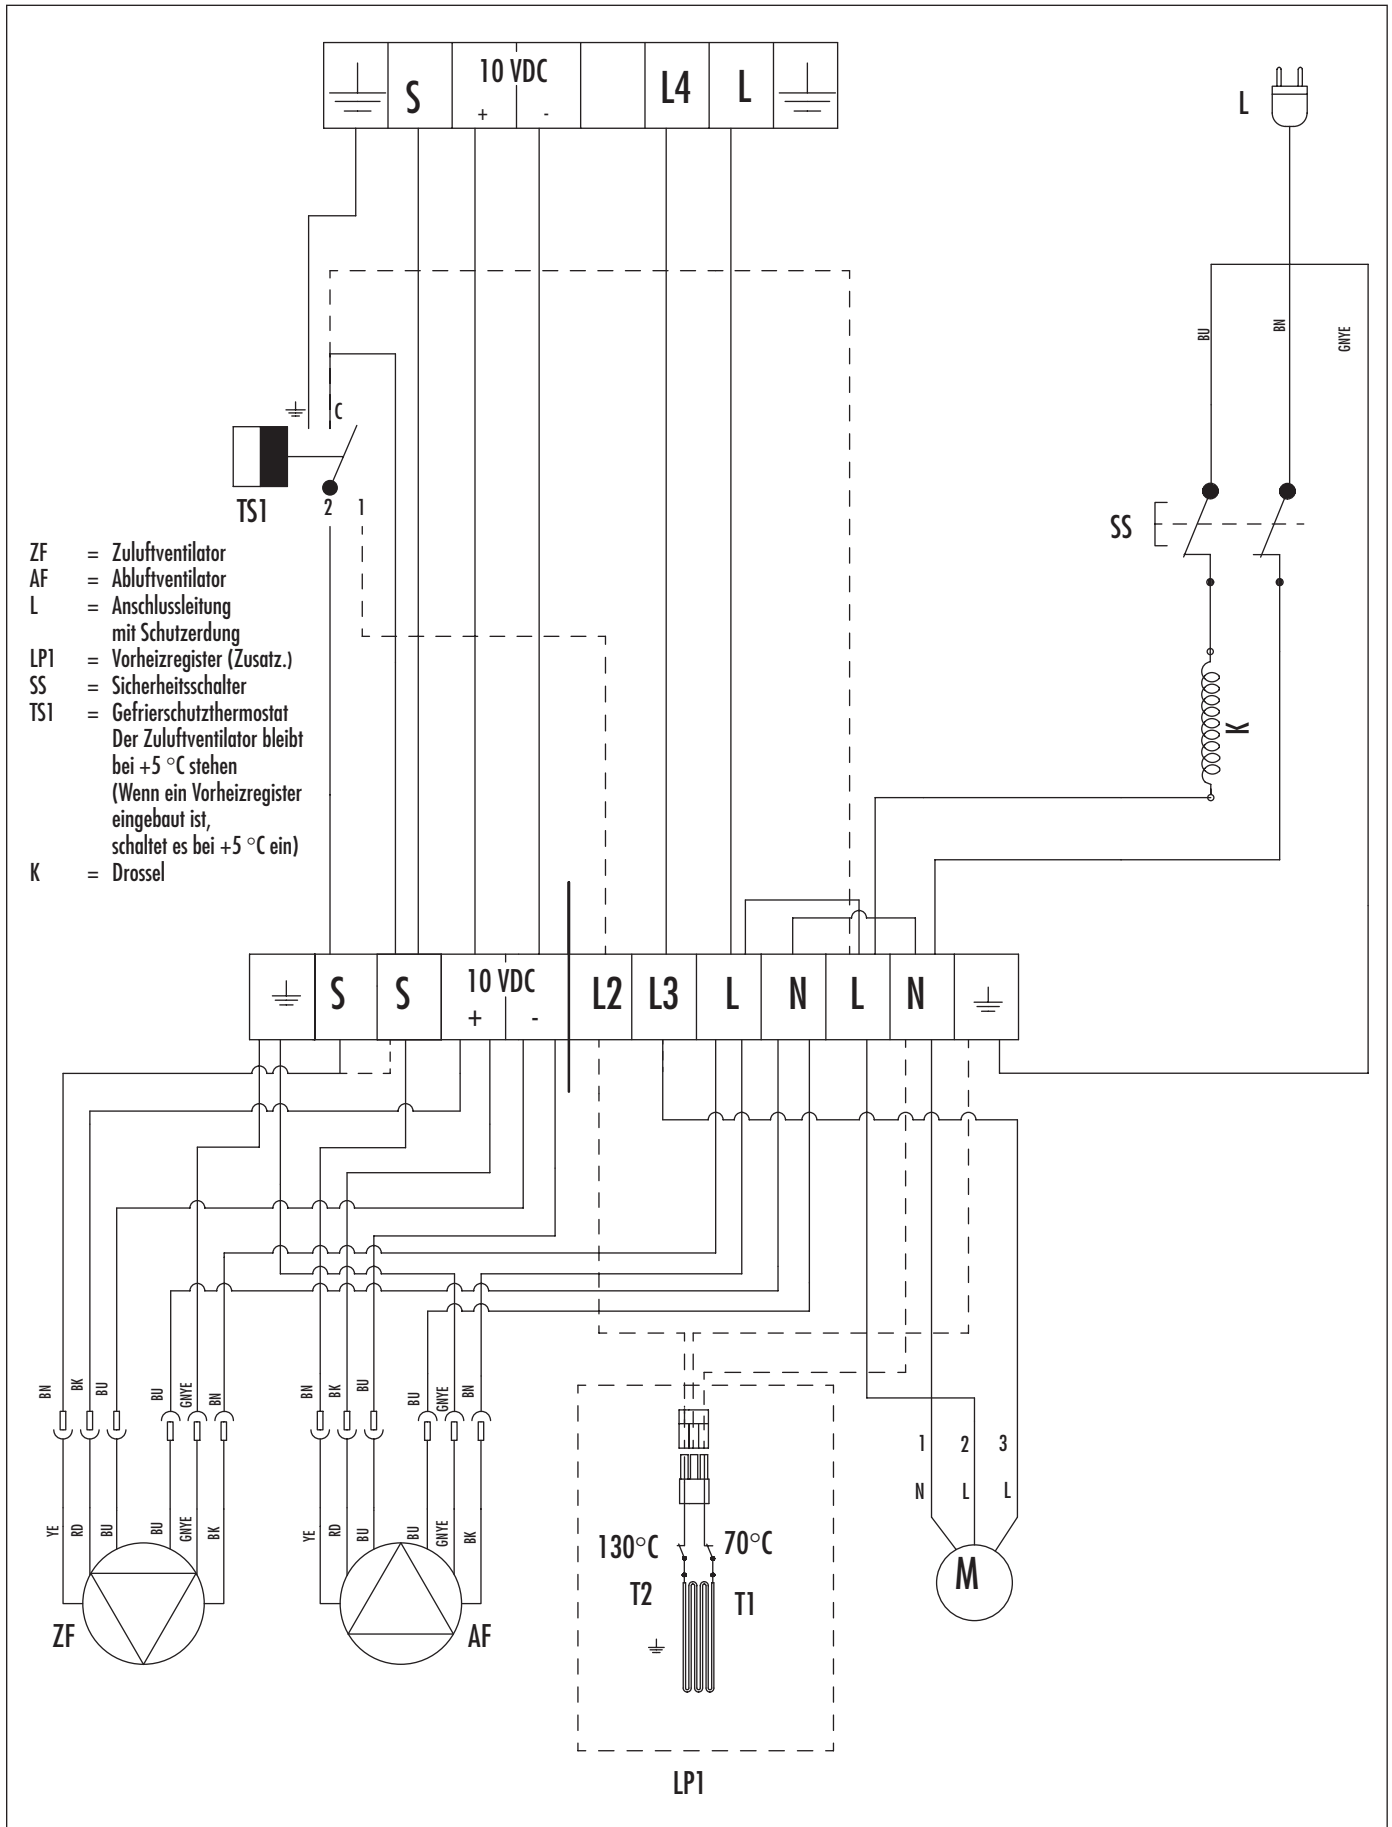 S
10 VDC
+ -
L4
L
L
BU
BN
GNYE
C
TS1
2 1
SS
ZF = Zuluftventilator
AF = Abluftventilator
L = Anschlussleitung
mit Schutzerdung
LP1 = Vorheizregister (Zusatz.)
SS = Sicherheitsschalter
TS1 = Gefrierschutzthermostat
Der Zuluftventilator bleibt
bei +5 °C stehen
(Wenn ein Vorheizregister
eingebaut ist,
schaltet es bei +5 °C ein)
K = Drossel
K
S S 10 VDC L2 L3 L N L N
+ -
BN BK BU BU GNYE BN BN BK BU BU GNYE BN
1 2 3
N L L
YE RD BU BU GNYE BK YE RD BU BU GNYE BK
130°C 70°C
T2 T1
M
ZF
AF
LP1